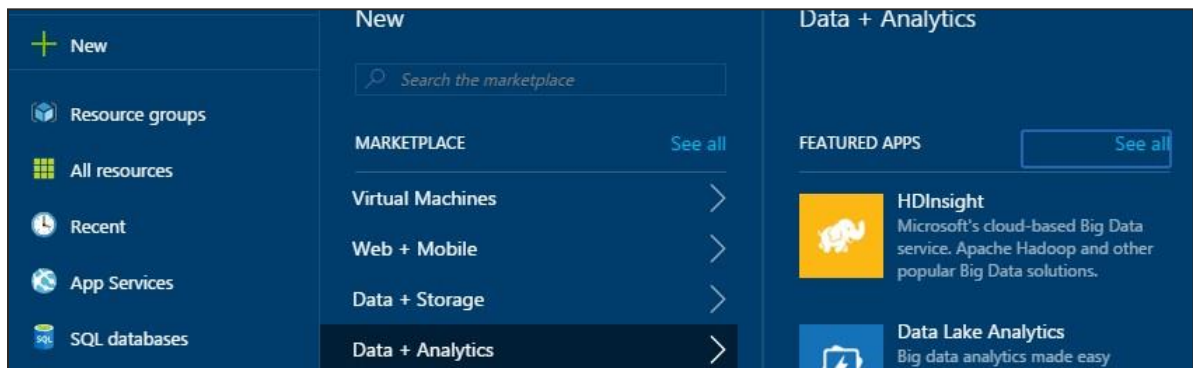 New
Resource groups
All resources
Recent
App Services
SQL
SQL databases
New
Search the marketplace
MARKETPLACE
See all
Virtual Machines
Web + Mobile
Data + Storage
Data + Analytics
Data + Analytics
FEATURED APPS
See all
HDInsight
Microsoft's cloud-based Big Data
service. Apache Hadoop and other
popular Big Data solutions.
Data Lake Analytics
Big data analytics made easy